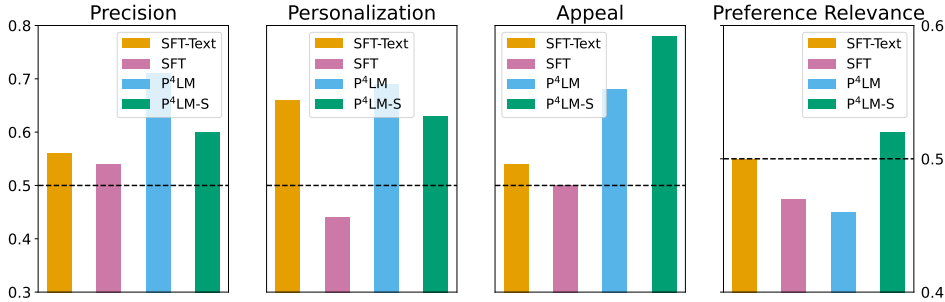 Precision
Personalization
Appeal
Preference Relevance
0.8
0.7
0.6
0.5
0.4
0.3
SFT-Text
SFT
P⁴LM
P⁴LM-S
SFT-Text
SFT
P⁴LM
P⁴LM-S
SFT-Text
SFT
P⁴LM
P⁴LM-S
SFT-Text
SFT
P⁴LM
P⁴LM-S
0.6
0.5
0.4